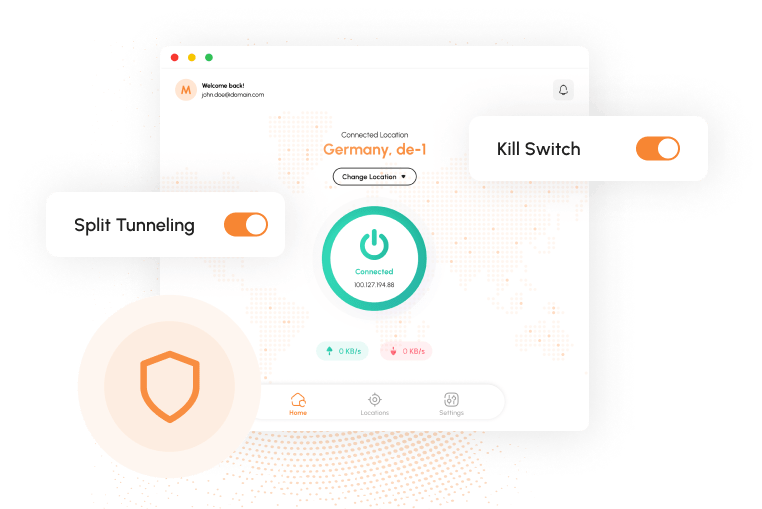 M
Welcome back!
john.doe@domain.com
Connected Location
Germany, de-1
Change Location
Kill Switch
Split Tunneling
Connected
100.127.194.88
0 KB/s
0 KB/s
Home
Locations
Settings